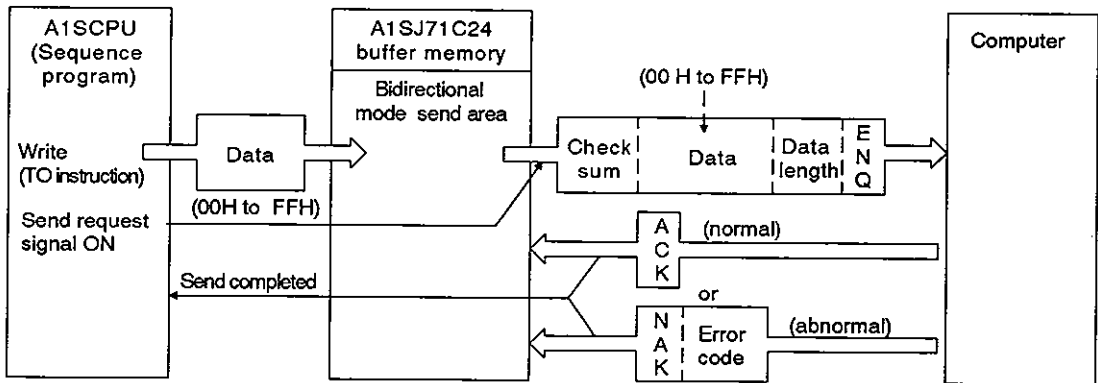 A1SCPU
(Sequence
program)
Write
(TO instruction)
Send request
signal ON
Data
(00H to FFH)
Send completed
A1SJ71C24
buffer memory
Bidirectional
mode send area
(00 H to FFH)
Check
sum
Data
Data
length
E
N
Q
A
C
K
(normal)
or
N
A
K
Error
code
(abnormal)
Computer